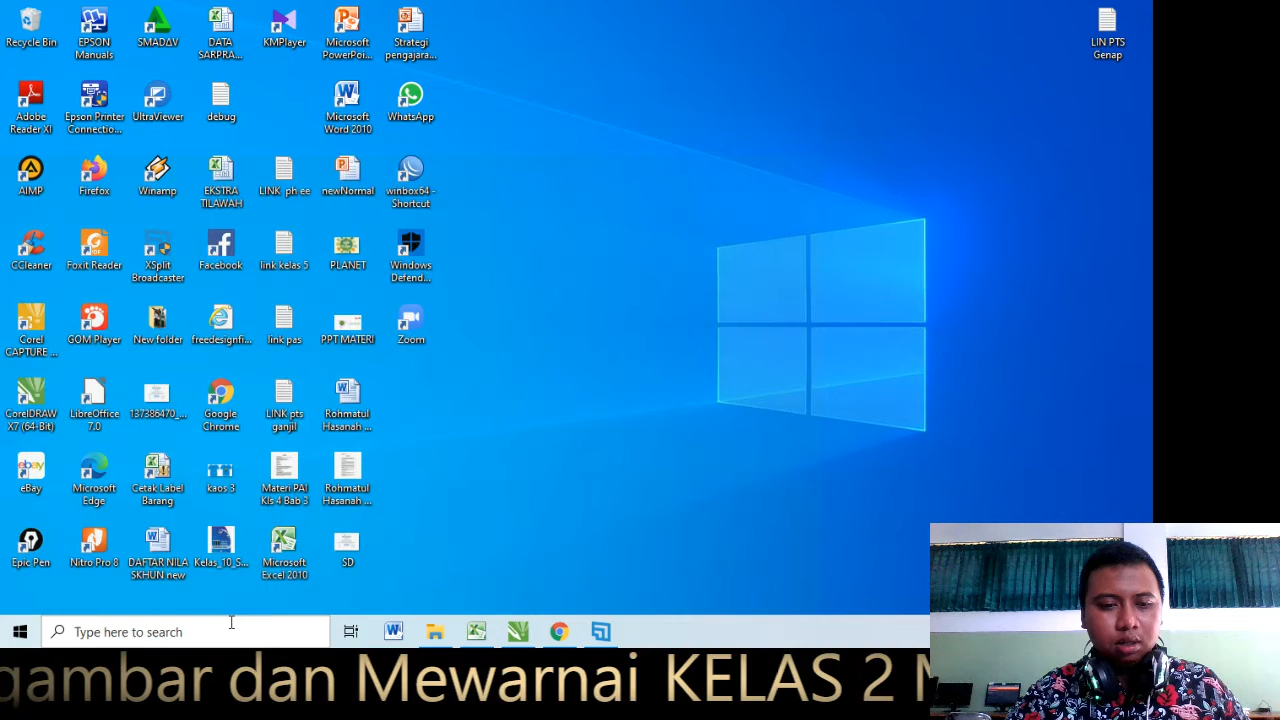 Recycle Bin
EPSON
Manuals
SMADΔV
DATA
SARPRA...
KMPlayer
Microsoft
PowerPoi...
Strategi
pengajara...
LIN PTS
Genap
Adobe
Reader XI
Epson Printer
Connectio...
UltraViewer
debug
Microsoft
Word 2010
WhatsApp
AIMP
Firefox
Winamp
EKSTRA
TILAWAH
LINK ph ee
newNormal
winbox64 -
Shortcut
CCleaner
Foxit Reader
XSplit
Broadcaster
Facebook
link kelas 5
PLANET
Windows
Defend...
Corel
CAPTURE ...
GOM Player
New folder
freedesignfi...
link pas
PPT MATERI
Zoom
CorelDRAW
X7 (64-Bit)
LibreOffice
7.0
137386470_...
Google
Chrome
LINK pts
ganjil
Rohmatul
Hasanah ...
eBay
Microsoft
Edge
Cetak Label
Barang
kaos 3
Materi PAI
Kls 4 Bab 3
Rohmatul
Hasanah ...
Epic Pen
Nitro Pro 8
DAFTAR NILA
SKHUN new
Kelas_10_S...
Microsoft
Excel 2010
SD
Type here to search
gambar dan Mewarnai KELAS 2 M